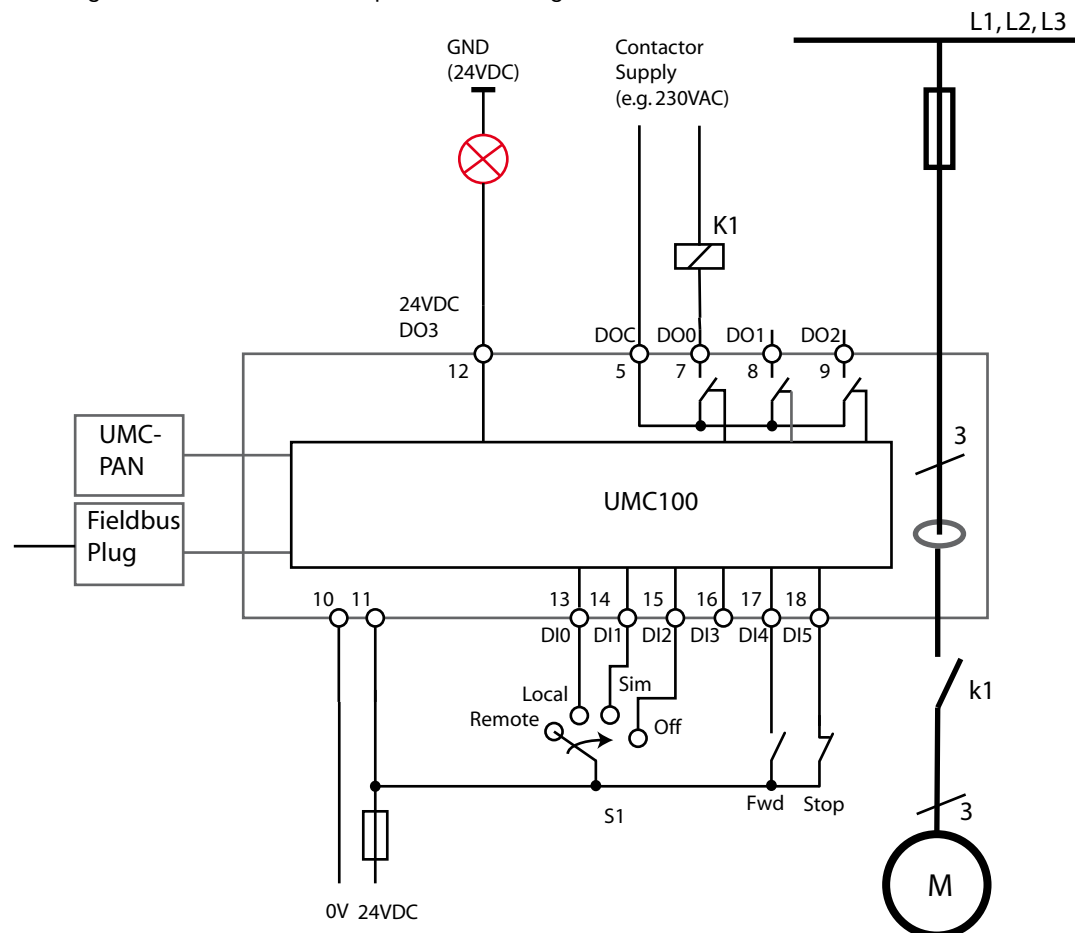 L1, L2, L3
GND
(24VDC)
Contactor
Supply
(e.g. 230VAC)
K1
24VDC
DO3
DOC DO0 DO1 DO2
12 5 7 8 9
UMC-
PAN
3
UMC100
Fieldbus
Plug
10 11 13 14 15 16 17 18
DI0 DI1 DI2 DI3 DI4 DI5
Local Sim
Remote Off
k1
Fwd Stop
S1
3
M
0V 24VDC